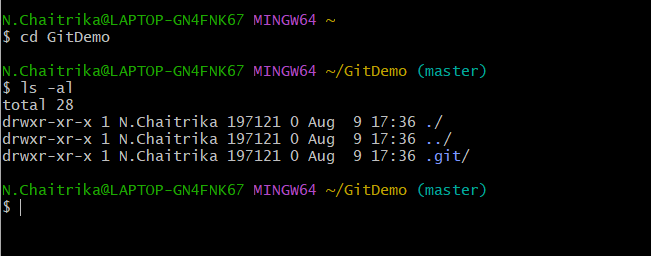 N.Chaitrika@LAPTOP-GN4FNK67 MINGW64 ~
$ cd GitDemo
N.Chaitrika@LAPTOP-GN4FNK67 MINGW64 ~/GitDemo (master)
$ ls -al
total 28
drwxr-xr-x 1 N.Chaitrika 197121 0 Aug  9 17:36 ./
drwxr-xr-x 1 N.Chaitrika 197121 0 Aug  9 17:36 ../
drwxr-xr-x 1 N.Chaitrika 197121 0 Aug  9 17:36 .git/
N.Chaitrika@LAPTOP-GN4FNK67 MINGW64 ~/GitDemo (master)
$